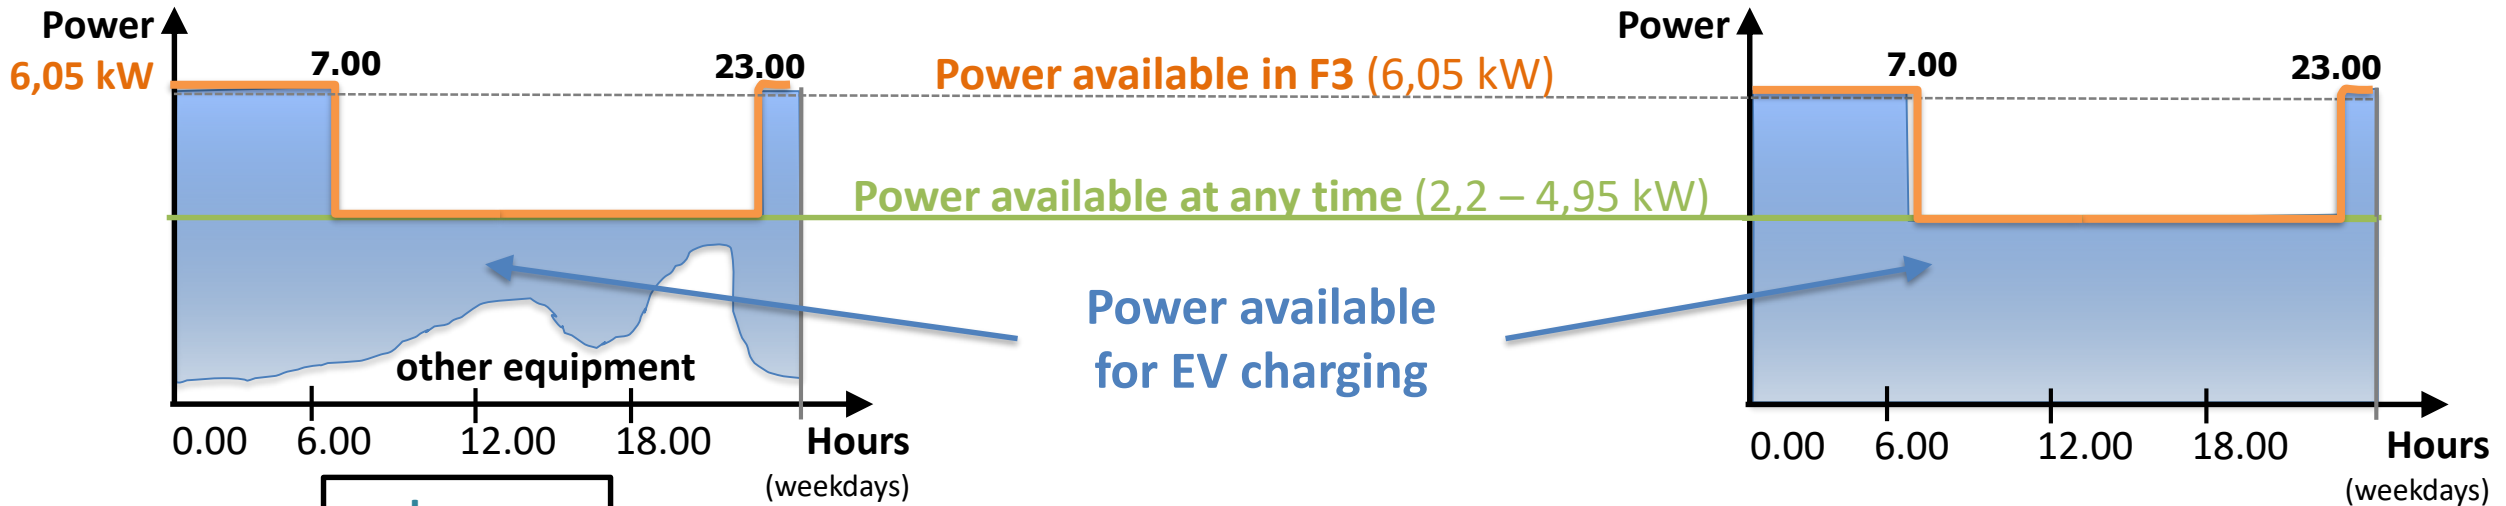 Power
6,05 kW
7.00
23.00
Power available in F3 (6,05 kW)
Power available at any time (2,2 – 4,95 kW)
Power available
for EV charging
other equipment
0.00 6.00 12.00 18.00 Hours
(weekdays)
Power
7.00
23.00
0.00 6.00 12.00 18.00 Hours
(weekdays)